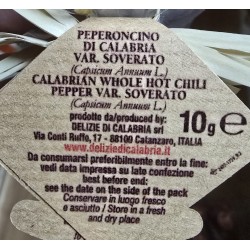 PEPERONCINO
DI CALABRIA
VAR. SOVERATO
(Capsicum Annuum L.)
CALABRIAN WHOLE HOT CHILI
PEPPER VAR. SOVERATO
(Capsicum Annuum L.)
prodotto da/produced by:
DELIZIE DI CALABRIA srl
Via Conti Ruffo, 17 - 88100 Catanzaro, ITALIA
www.deliziedicalabria.it
10g e
Da consumarsi preferibilmente entro la fine:
vedi data impressa su lato confezione
best before end:
see the date on the side of the pack
Conservare in luogo fresco
e asciutto / Store in a fresh
and dry place